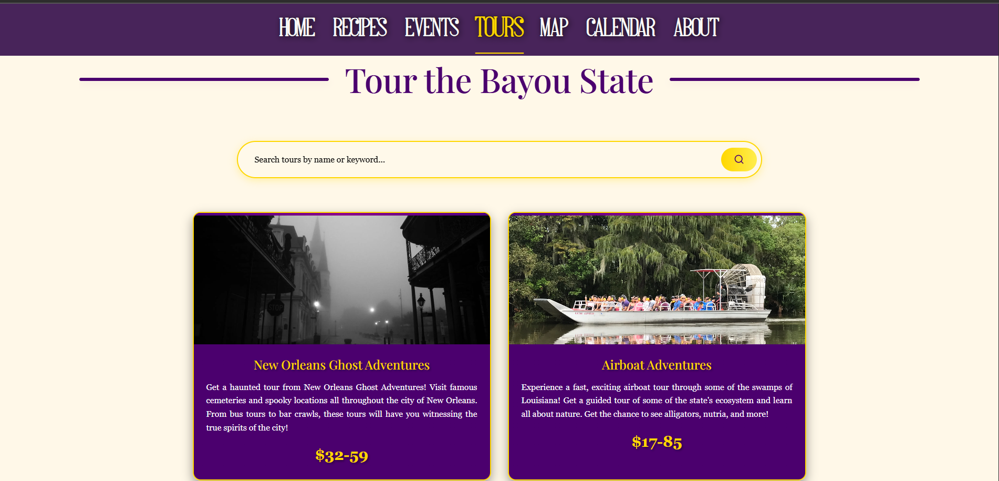 HOME RECIPES EVENTS TOURS MAP CALENDAR ABOUT
Tour the Bayou State
Search tours by name or keyword...
STOP
New Orleans Ghost Adventures
Get a haunted tour from New Orleans Ghost Adventures! Visit famous
cemeteries and spooky locations all throughout the city of New Orleans.
From bus tours to bar crawls, these tours will have you witnessing the
true spirits of the city!
$32-59
Airboat Adventures
Experience a fast, exciting airboat tour through some of the swamps of
Louisiana! Get a guided tour of some of the state's ecosystem and learn
all about nature. Get the chance to see alligators, nutria, and more!
$17-85